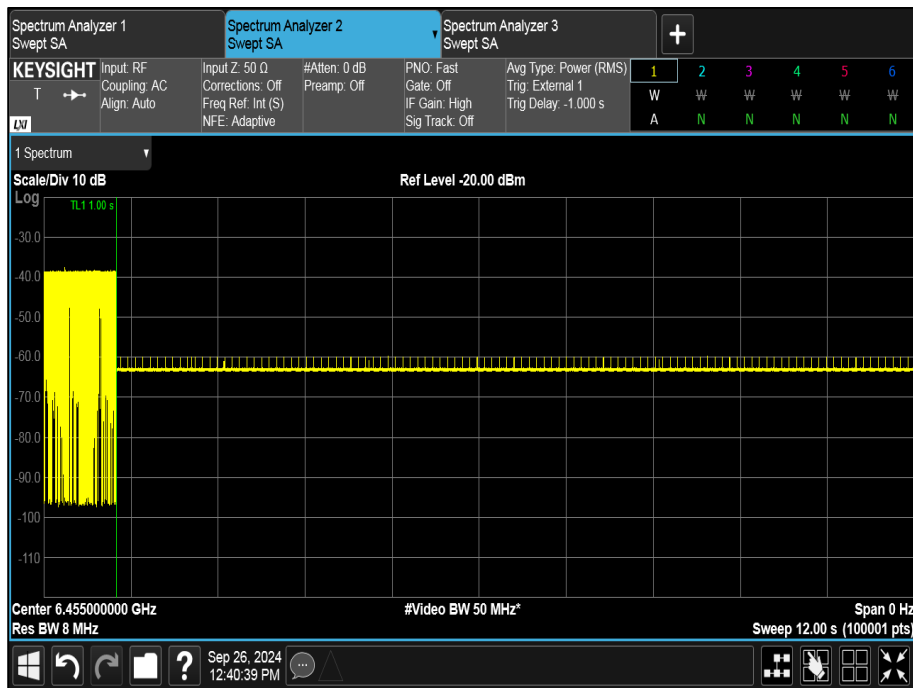 Spectrum Analyzer 1
Swept SA
Spectrum Analyzer 2
Swept SA
Spectrum Analyzer 3
Swept SA
KEYSIGHT
T
LXI
Input: RF
Coupling: AC
Align: Auto
Input Z: 50 Ω
Corrections: Off
Freq Ref: Int (S)
NFE: Adaptive
#Atten: 0 dB
Preamp: Off
PNO: Fast
Gate: Off
IF Gain: High
Sig Track: Off
Avg Type: Power (RMS)
Trig: External 1
Trig Delay: -1.000 s
1 2 3 4 5 6
W W W W W W
A N N N N N
1 Spectrum
Scale/Div 10 dB
Ref Level -20.00 dBm
Log
TL1 1.00 s
-30.0
-40.0
-50.0
-60.0
-70.0
-80.0
-90.0
-100
-110
Center 6.455000000 GHz
#Video BW 50 MHz*
Span 0 Hz
Res BW 8 MHz
Sweep 12.00 s (100001 pts)
?
Sep 26, 2024
12:40:39 PM